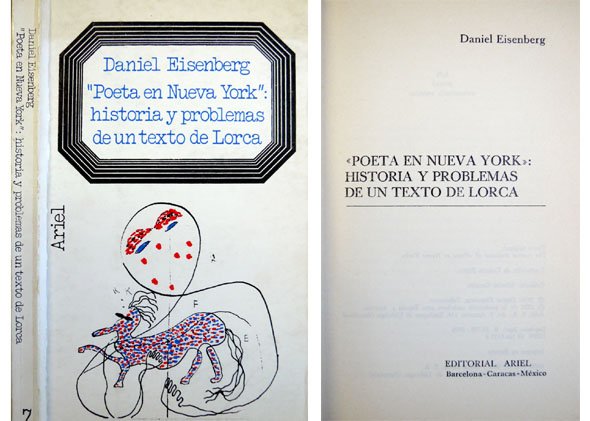 Daniel Eisenberg
"Poeta en Nueva York": historia y problemas de un texto de Lorca
7
Daniel Eisenberg
"Poeta en Nueva York":
historia y problemas
de un texto de Lorca
Ariel
Daniel Eisenberg
«POETA EN NUEVA YORK»:
HISTORIA Y PROBLEMAS
DE UN TEXTO DE LORCA
EDITORIAL ARIEL
Barcelona-Caracas-México